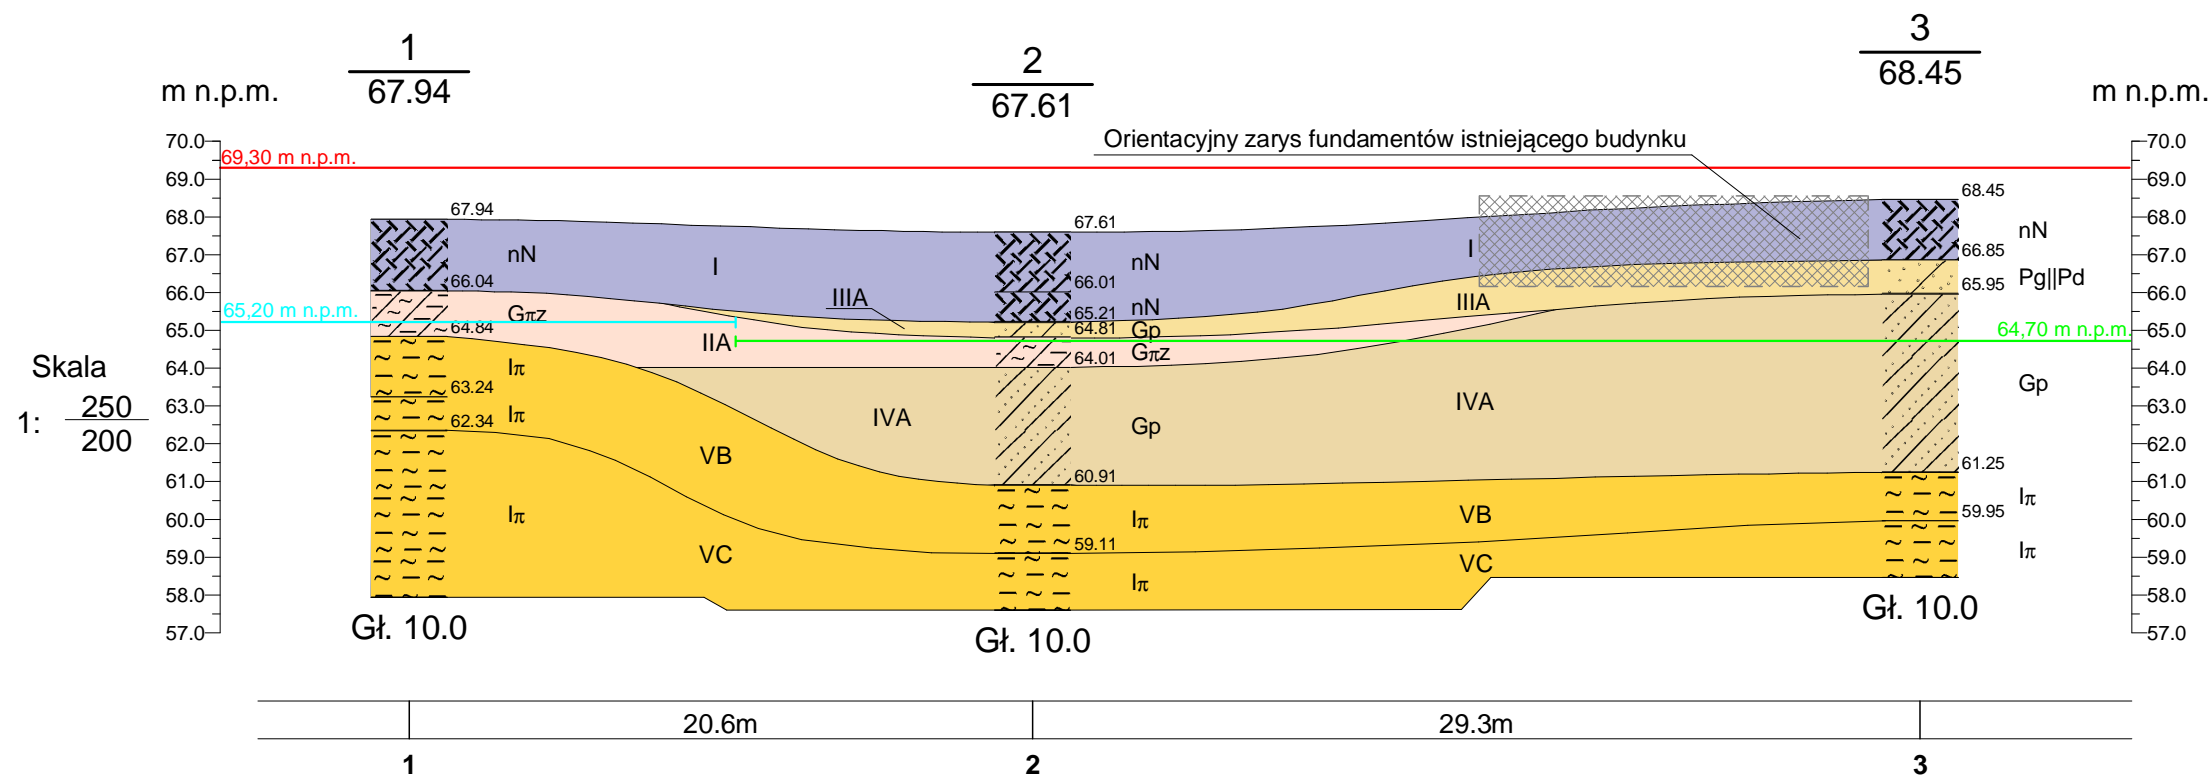 1
67.94
2
67.61
3
68.45
m n.p.m.
m n.p.m.
Orientacyjny zarys fundamentów istniejącego budynku
70.0
69.0
68.0
67.0
66.0
65.0
64.0
63.0
62.0
61.0
60.0
59.0
58.0
57.0
69,30 m n.p.m.
65,20 m n.p.m.
64,70 m n.p.m.
Skala
1: 250
200
67.94
nN
66.04
Gπz
64.84
Iπ
63.24
Iπ
62.34
Iπ
Gł. 10.0
I
IIIA
IIA
IVA
VB
VC
67.61
nN
66.01
nN
65.21
Gp
64.81
Gπz
64.01
Gp
60.91
Iπ
59.11
Iπ
Gł. 10.0
I
IIIA
IVA
VB
VC
68.45
nN
66.85
Pg||Pd
65.95
Gp
61.25
Iπ
59.95
Iπ
Gł. 10.0
70.0
69.0
68.0
67.0
66.0
65.0
64.0
63.0
62.0
61.0
60.0
59.0
58.0
57.0
20.6m
29.3m
1
2
3